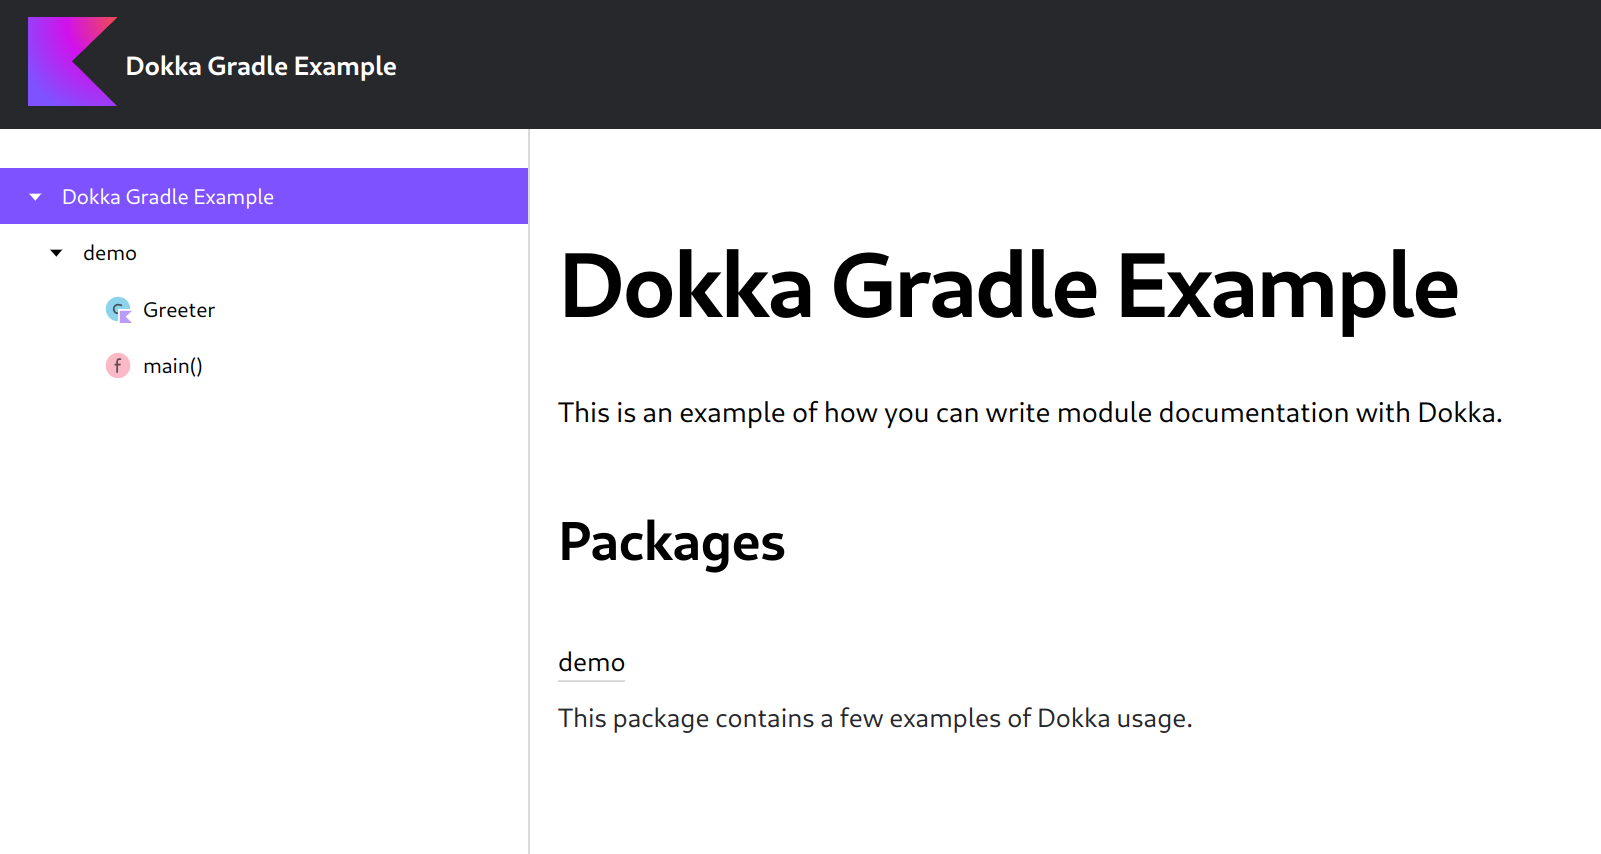 Dokka Gradle Example
Dokka Gradle Example
demo
C Greeter
f main()
Dokka Gradle Example
This is an example of how you can write module documentation with Dokka.
Packages
demo
This package contains a few examples of Dokka usage.